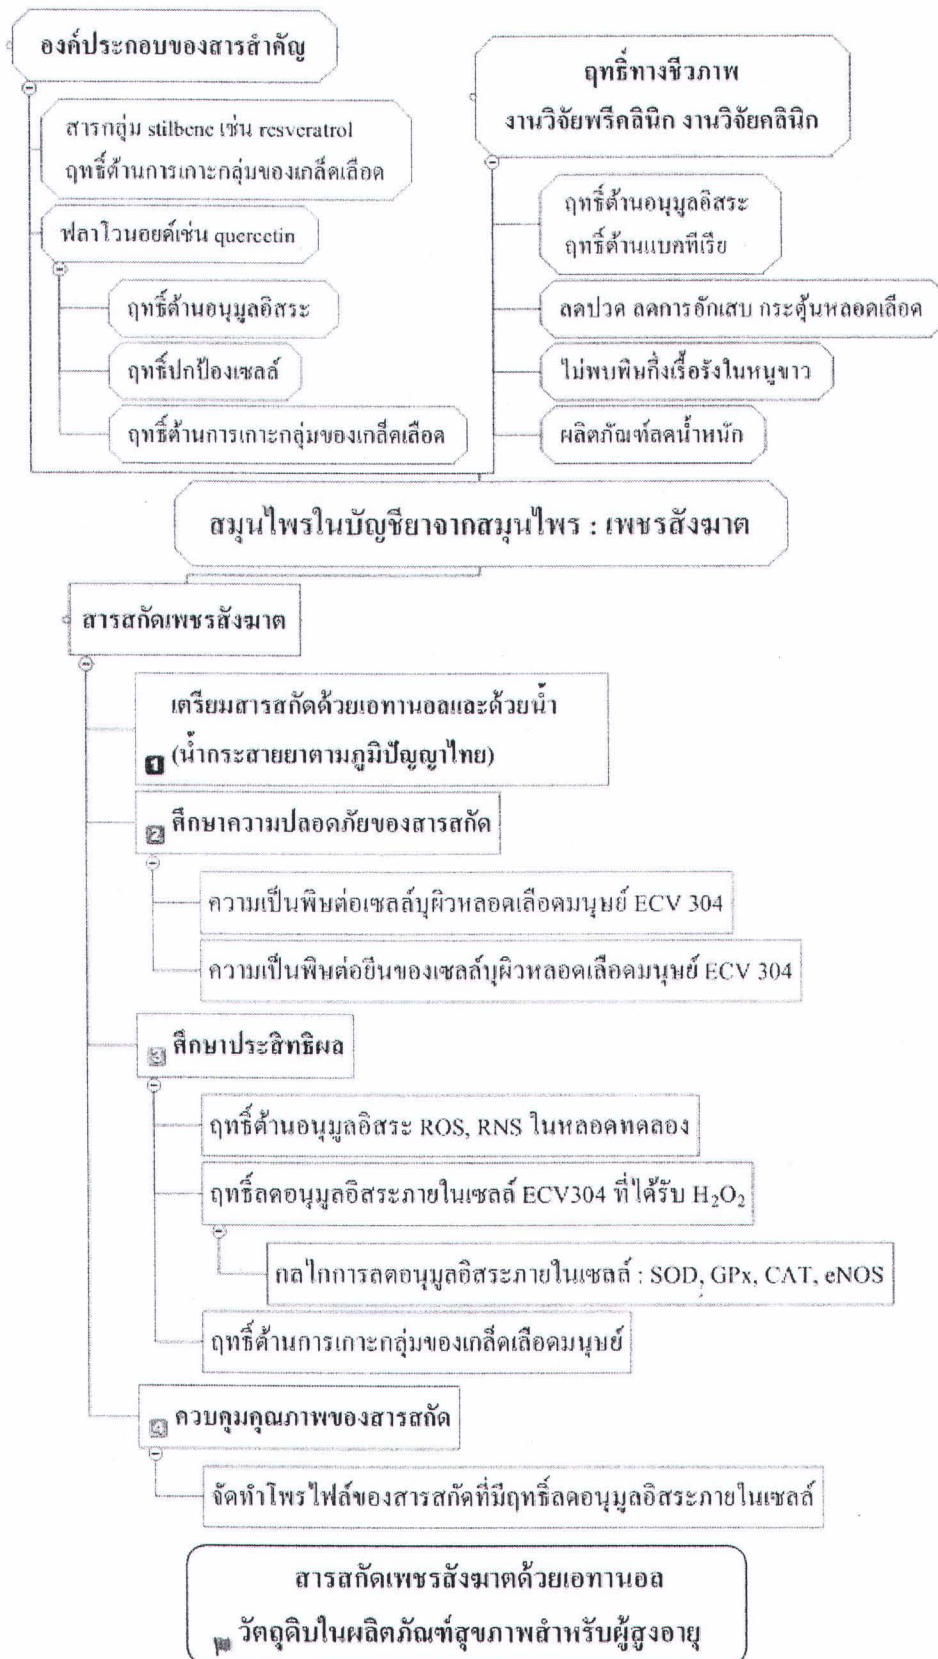 องค์ประกอบของสารสำคัญ
สารกลุ่ม stilbene เช่น resveratrol
ฤทธิ์ต้านการเกาะกลุ่มของเกล็ดเลือด
ฟลาโวนอยด์เช่น quercetin
ฤทธิ์ต้านอนุมูลอิสระ
ฤทธิ์ปกป้องเซลล์
ฤทธิ์ต้านการเกาะกลุ่มของเกล็ดเลือด
ฤทธิ์ทางชีวภาพ
งานวิจัยพรีคลินิก งานวิจัยคลินิก
ฤทธิ์ต้านอนุมูลอิสระ
ฤทธิ์ต้านแบคทีเรีย
ลดปวด ลดการอักเสบ กระตุ้นหลอดเลือด
ไม่พบพิษกึ่งเรื้อรังในหนูขาว
ผลิตภัณฑ์ลดน้ำหนัก
สมุนไพรในบัญชียาจากสมุนไพร : เพชรสังฆาต
สารสกัดเพชรสังฆาต
เตรียมสารสกัดด้วยเอทานอลและด้วยน้ำ
1 (น้ำกระสายยาตามภูมิปัญญาไทย)
2 ศึกษาความปลอดภัยของสารสกัด
ความเป็นพิษต่อเซลล์บุผิวหลอดเลือดมนุษย์ ECV 304
ความเป็นพิษต่อยีนของเซลล์บุผิวหลอดเลือดมนุษย์ ECV 304
3 ศึกษาประสิทธิผล
ฤทธิ์ต้านอนุมูลอิสระ ROS, RNS ในหลอดทดลอง
ฤทธิ์ลดอนุมูลอิสระภายในเซลล์ ECV304 ที่ได้รับ H₂O₂
กลไกการลดอนุมูลอิสระภายในเซลล์ : SOD, GPx, CAT, eNOS
ฤทธิ์ต้านการเกาะกลุ่มของเกล็ดเลือดมนุษย์
4 ควบคุมคุณภาพของสารสกัด
จัดทำโพรไฟล์ของสารสกัดที่มีฤทธิ์ลดอนุมูลอิสระภายในเซลล์
สารสกัดเพชรสังฆาตด้วยเอทานอล
วัตถุดิบในผลิตภัณฑ์สุขภาพสำหรับผู้สูงอายุ